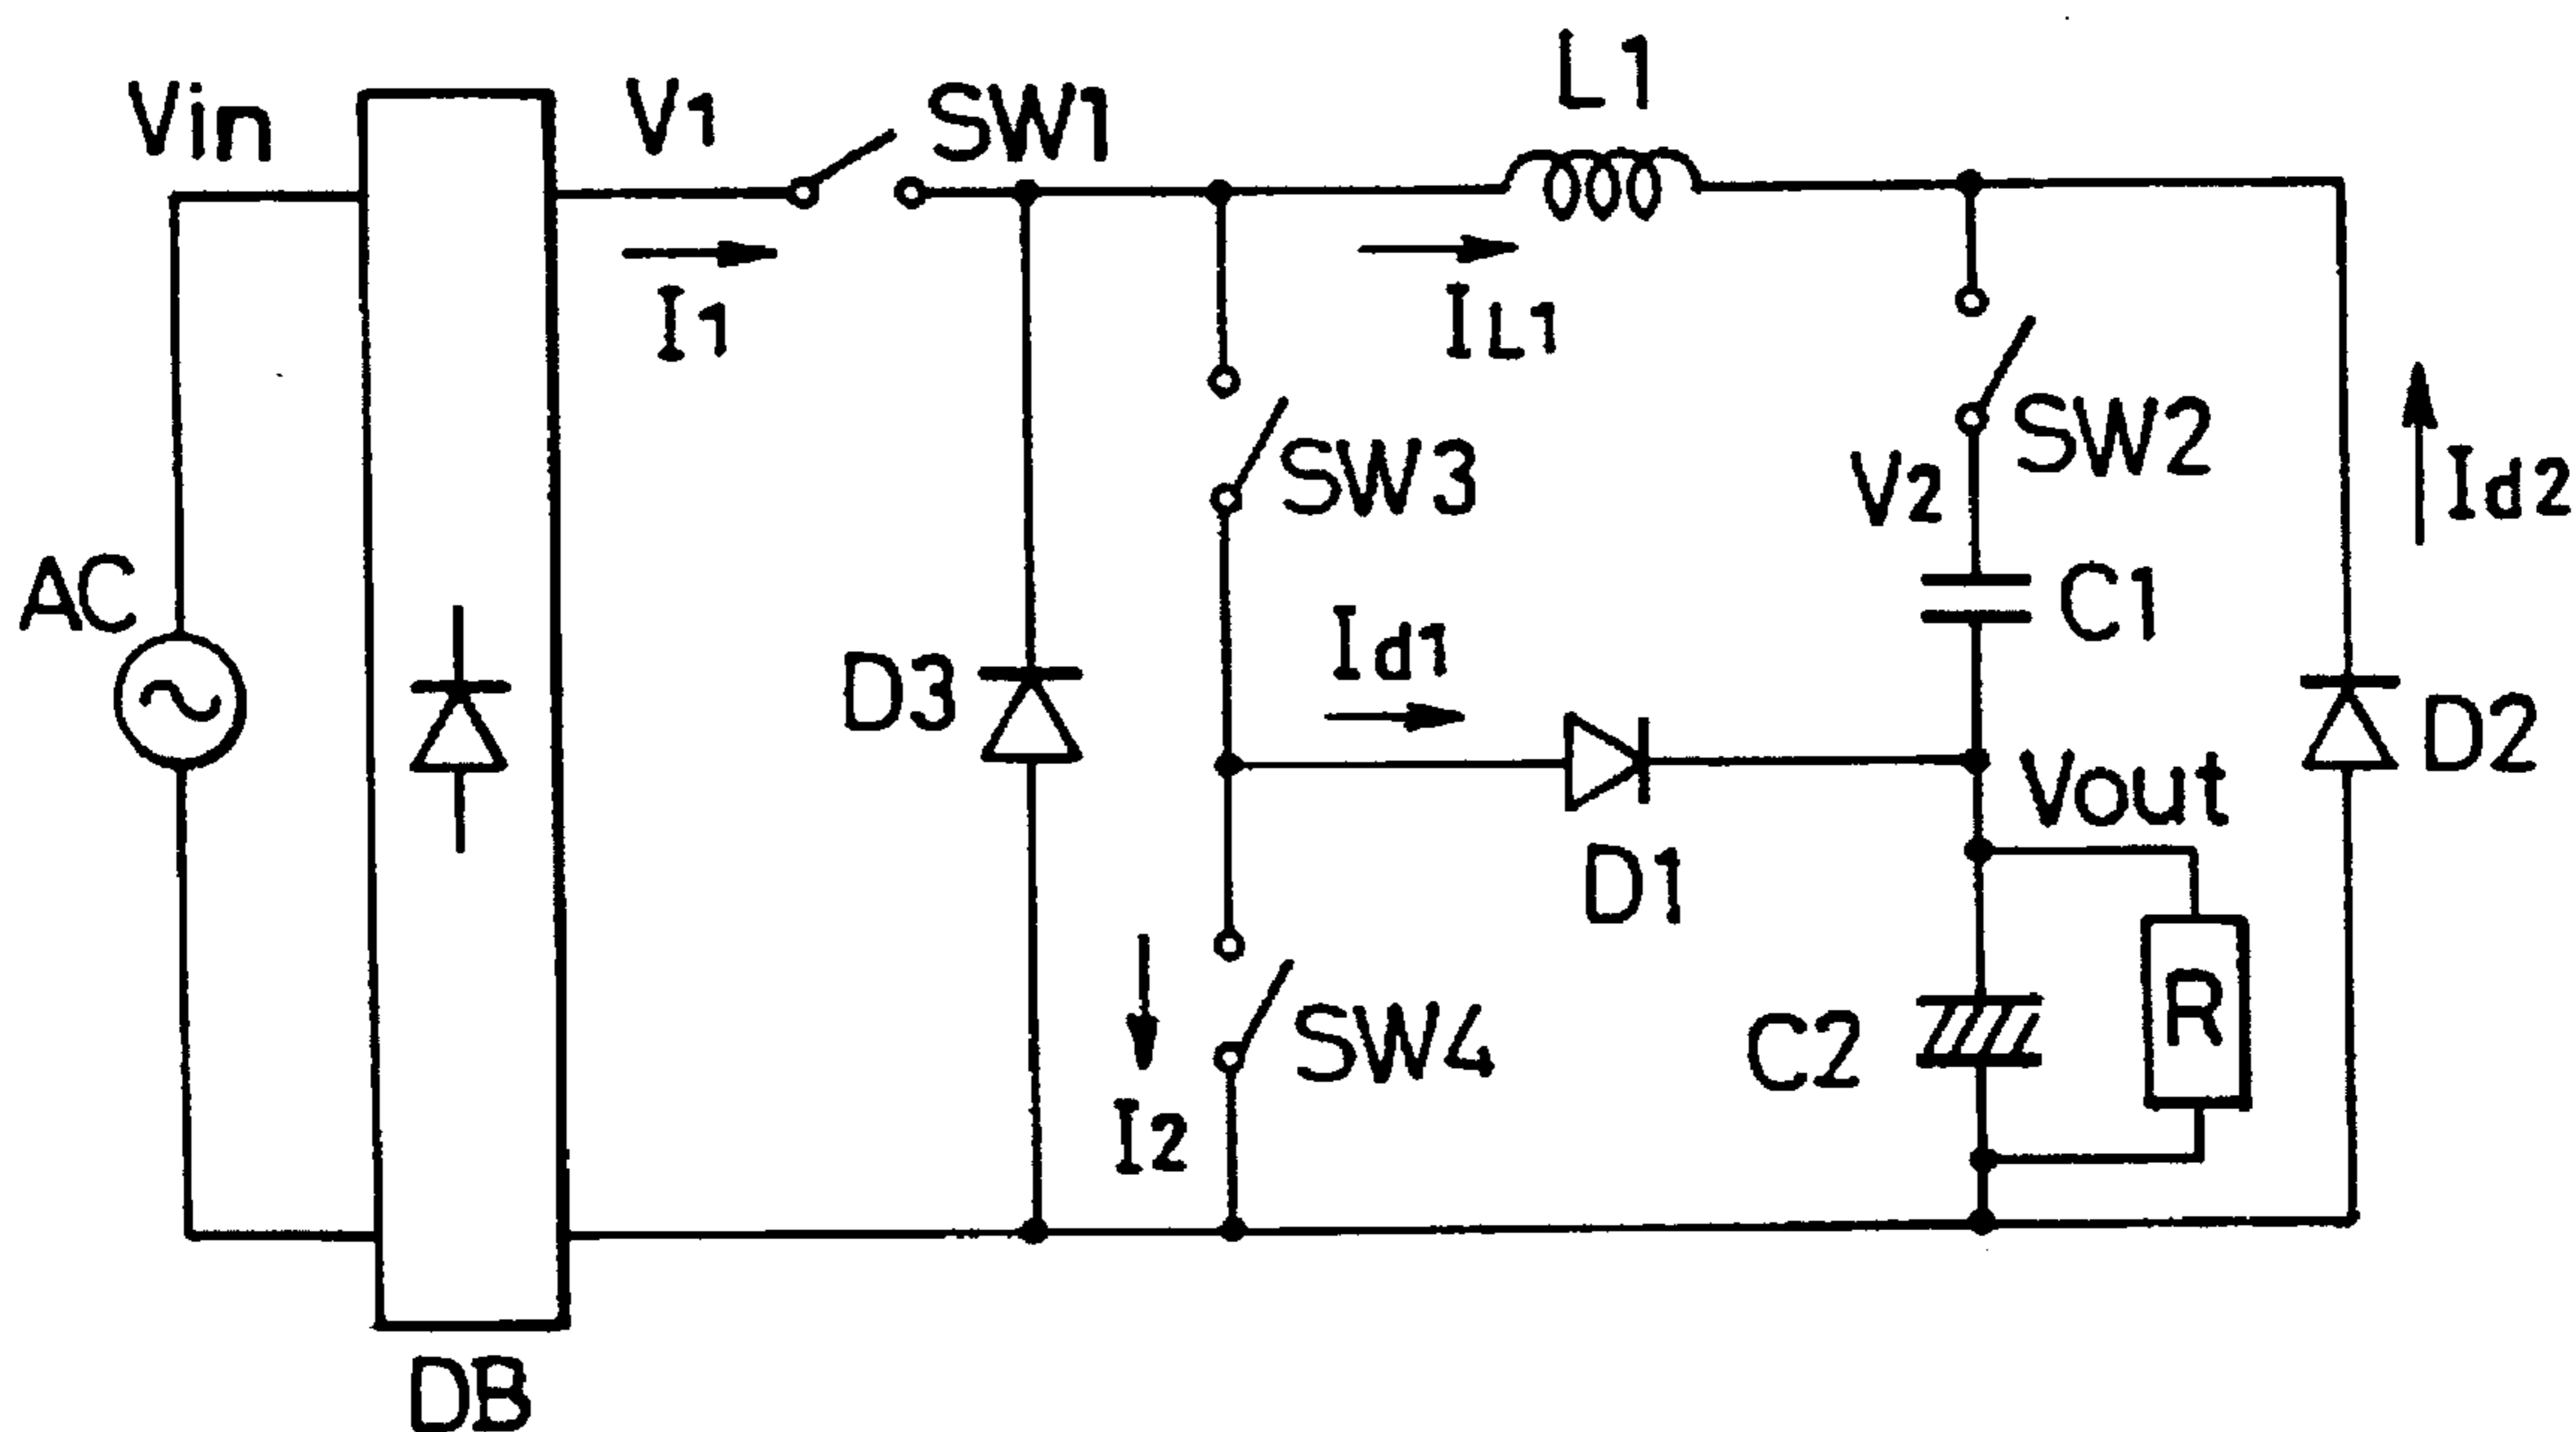 Vin
V1
SW1
L1
I1
IL1
SW3
SW2
V2
Id2
AC
C1
Id1
D3
D2
Vout
D1
R
SW4
C2
I2
DB